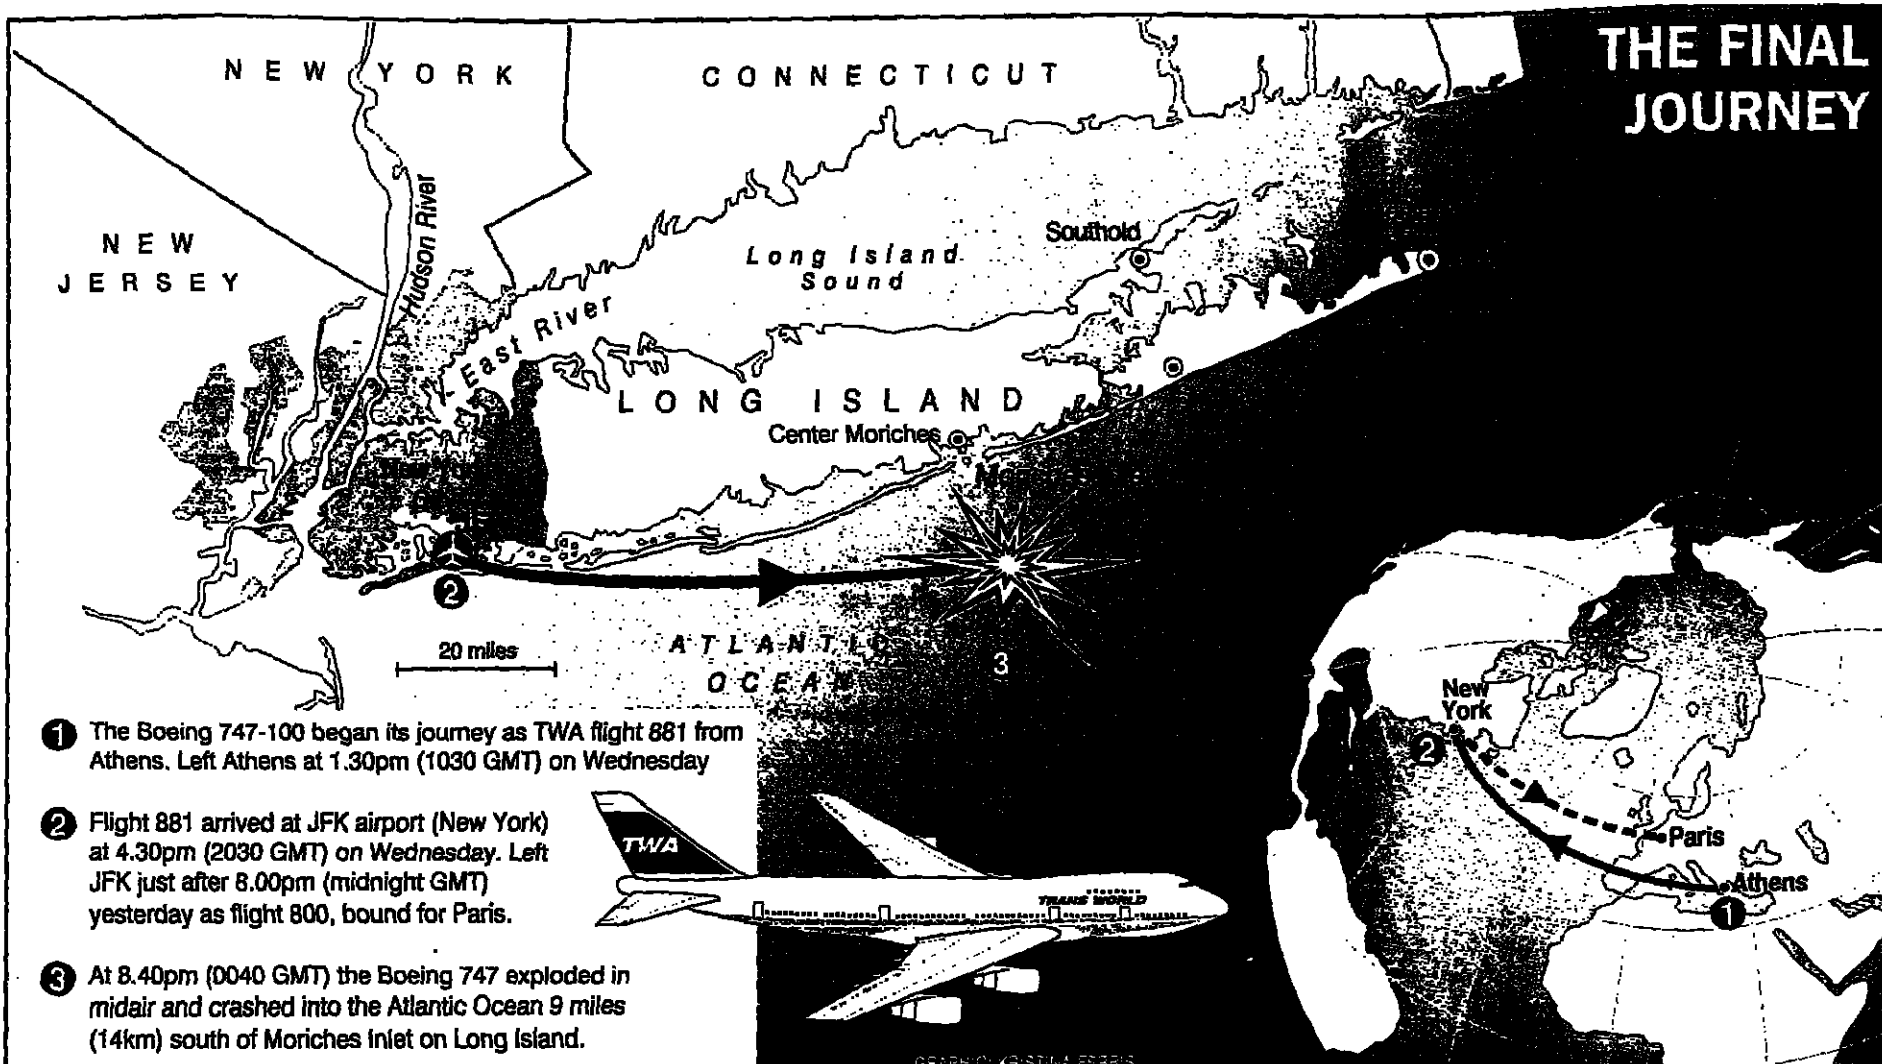 THE FINAL
JOURNEY
NEW YORK
CONNECTICUT
NEW
JERSEY
Hudson River
East River
Long Island
Sound
Southold
LONG ISLAND
Center Moriches
2
20 miles
ATLANTIC
OCEAN
3
1 The Boeing 747-100 began its journey as TWA flight 881 from
Athens. Left Athens at 1.30pm (1030 GMT) on Wednesday
2 Flight 881 arrived at JFK airport (New York)
at 4.30pm (2030 GMT) on Wednesday. Left
JFK just after 8.00pm (midnight GMT)
yesterday as flight 800, bound for Paris.
3 At 8.40pm (0040 GMT) the Boeing 747 exploded in
midair and crashed into the Atlantic Ocean 9 miles
(14km) south of Moriches Inlet on Long Island.
TWA
TRANS WORLD
New
York
2
Paris
Athens
1
GRAPHIC: KRISTINA FERRIS